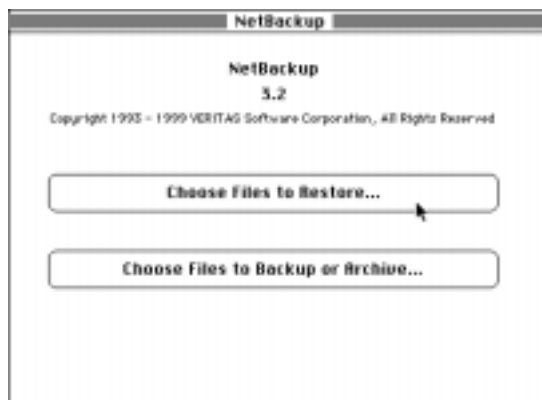 NetBackup
NetBackup
3.2
Copyright 1993 - 1999 VERITAS Software Corporation, All Rights Reserved
Choose Files to Restore...
Choose Files to Backup or Archive...